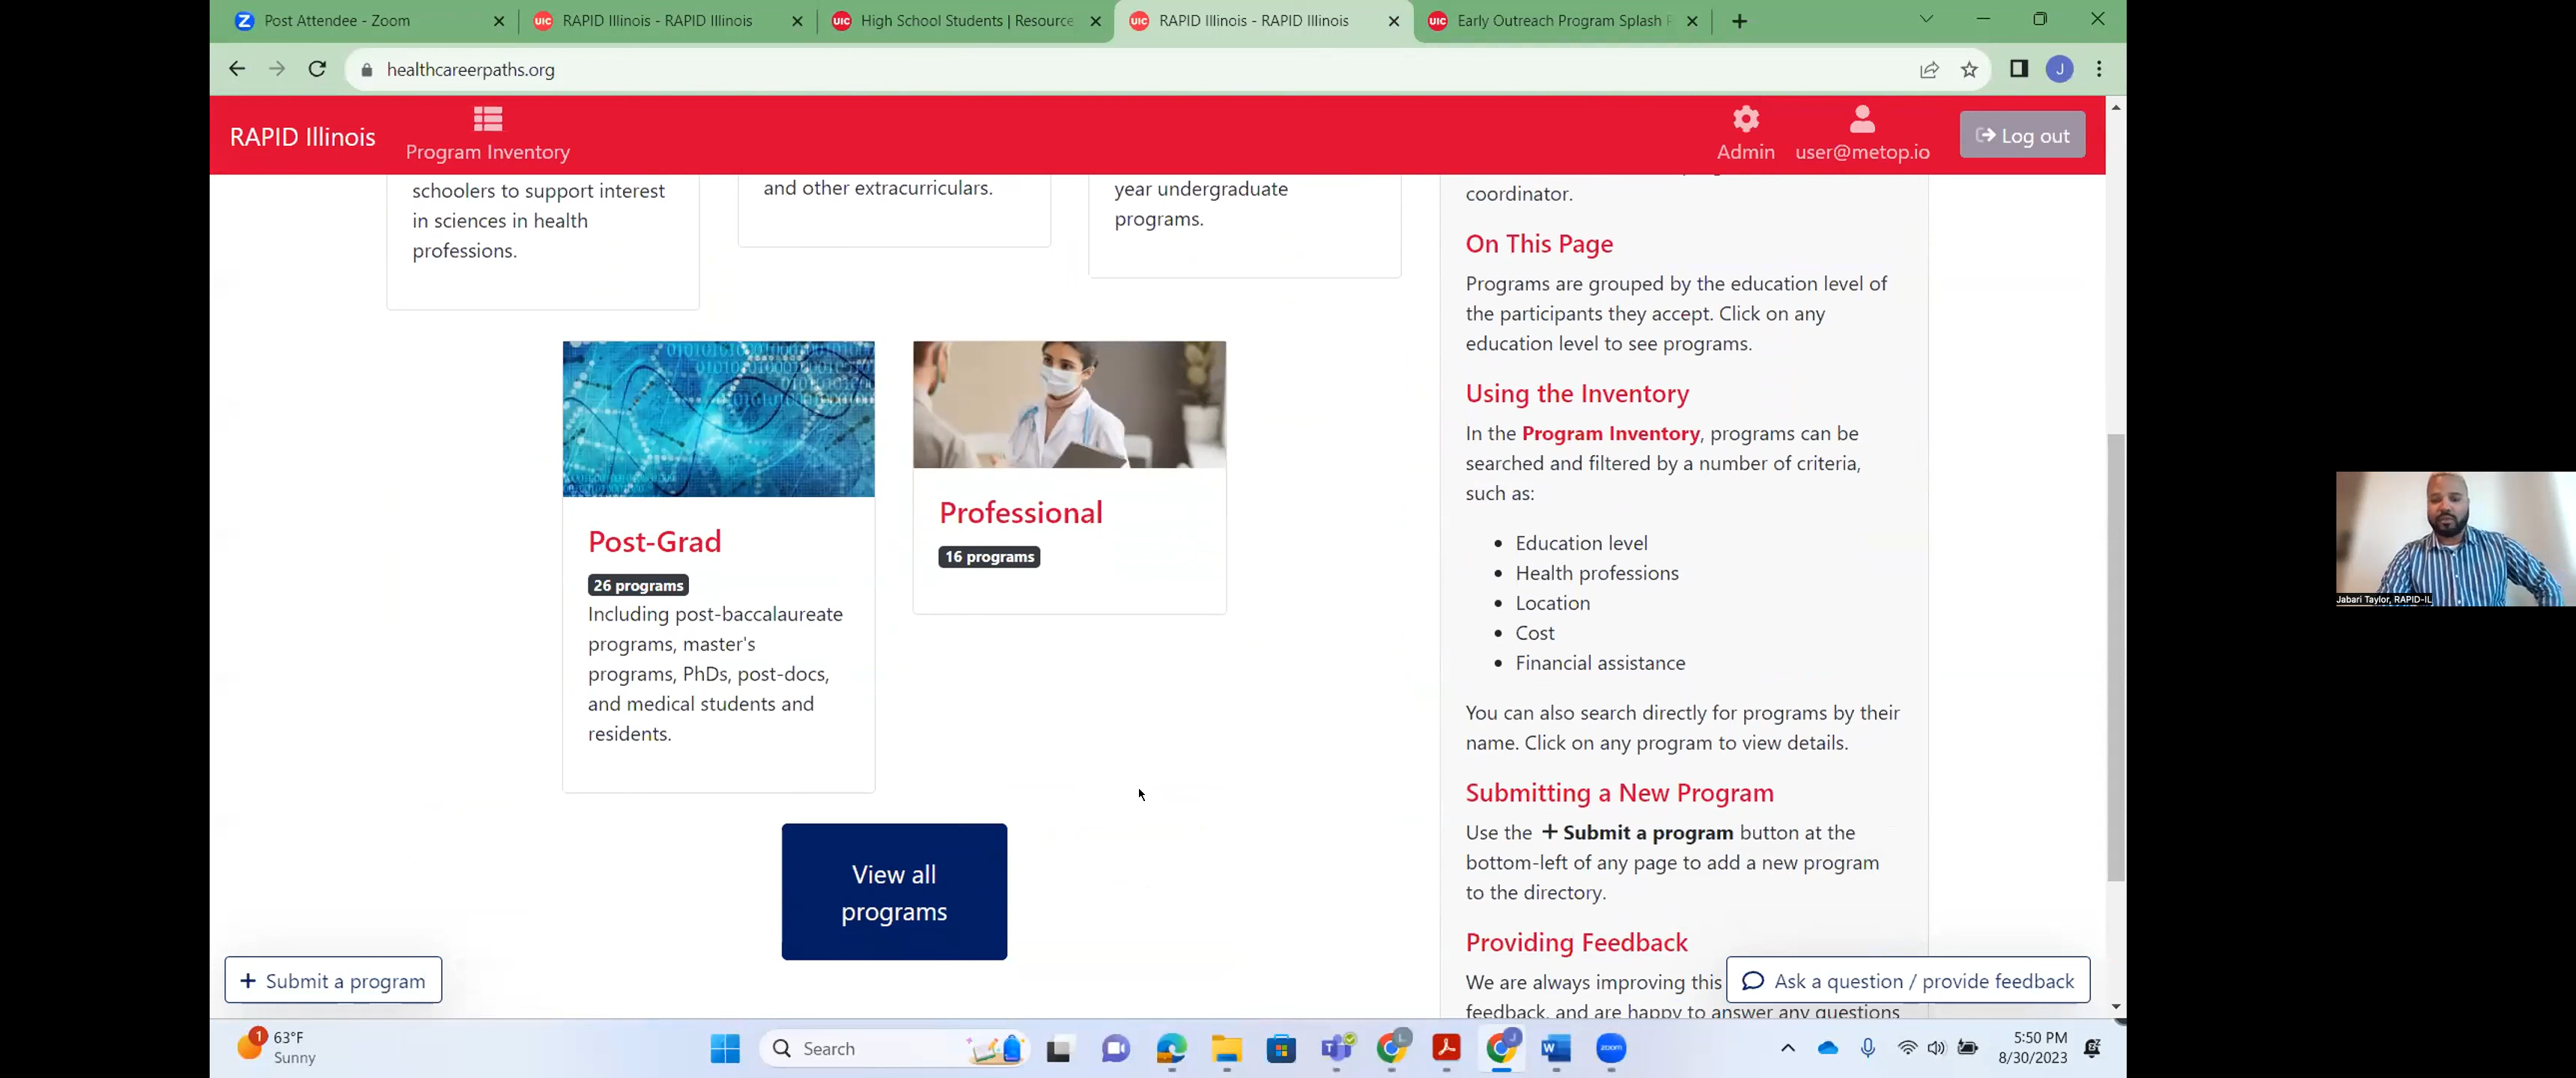 Post Attendee - Zoom
UIC RAPID Illinois - RAPID Illinois
UIC High School Students | Resource
UIC RAPID Illinois - RAPID Illinois
UIC Early Outreach Program Splash
healthcareerpaths.org
J
RAPID Illinois
Program Inventory
Admin
user@metop.io
Log out
schoolers to support interest
in sciences in health
professions.
and other extracurriculars.
year undergraduate
programs.
Post-Grad
26 programs
Including post-baccalaureate
programs, master's
programs, PhDs, post-docs,
and medical students and
residents.
Professional
16 programs
View all
programs
coordinator.
On This Page
Programs are grouped by the education level of
the participants they accept. Click on any
education level to see programs.
Using the Inventory
In the Program Inventory, programs can be
searched and filtered by a number of criteria,
such as:
• Education level
• Health professions
• Location
• Cost
• Financial assistance
You can also search directly for programs by their
name. Click on any program to view details.
Submitting a New Program
Use the + Submit a program button at the
bottom-left of any page to add a new program
to the directory.
Providing Feedback
We are always improving this
feedback, and are happy to answer any questions
+ Submit a program
Ask a question / provide feedback
Jabari Taylor, RAPID-IL
1
63°F
Sunny
Search
5:50 PM
8/30/2023